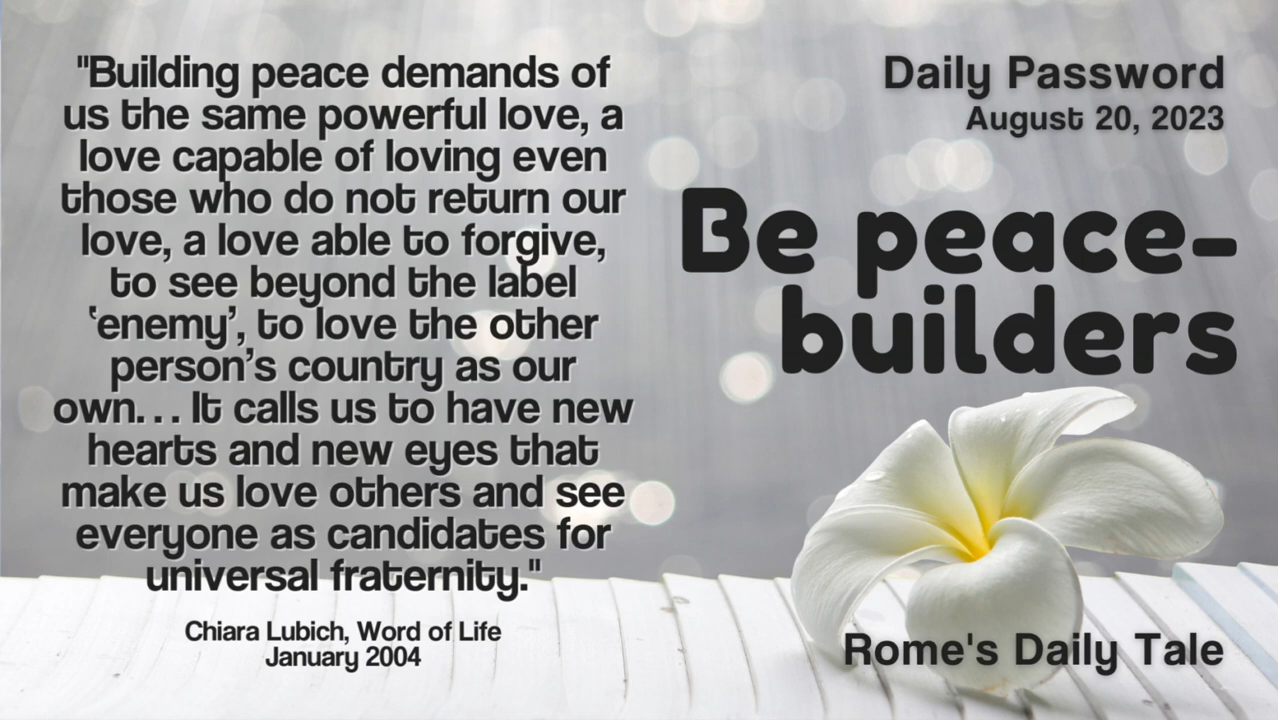 "Building peace demands of
us the same powerful love, a
love capable of loving even
those who do not return our
love, a love able to forgive,
to see beyond the label
‘enemy’, to love the other
person’s country as our
own... It calls us to have new
hearts and new eyes that
make us love others and see
everyone as candidates for
universal fraternity."
Chiara Lubich, Word of Life
January 2004
Daily Password
August 20, 2023
Be peace-
builders
Rome's Daily Tale